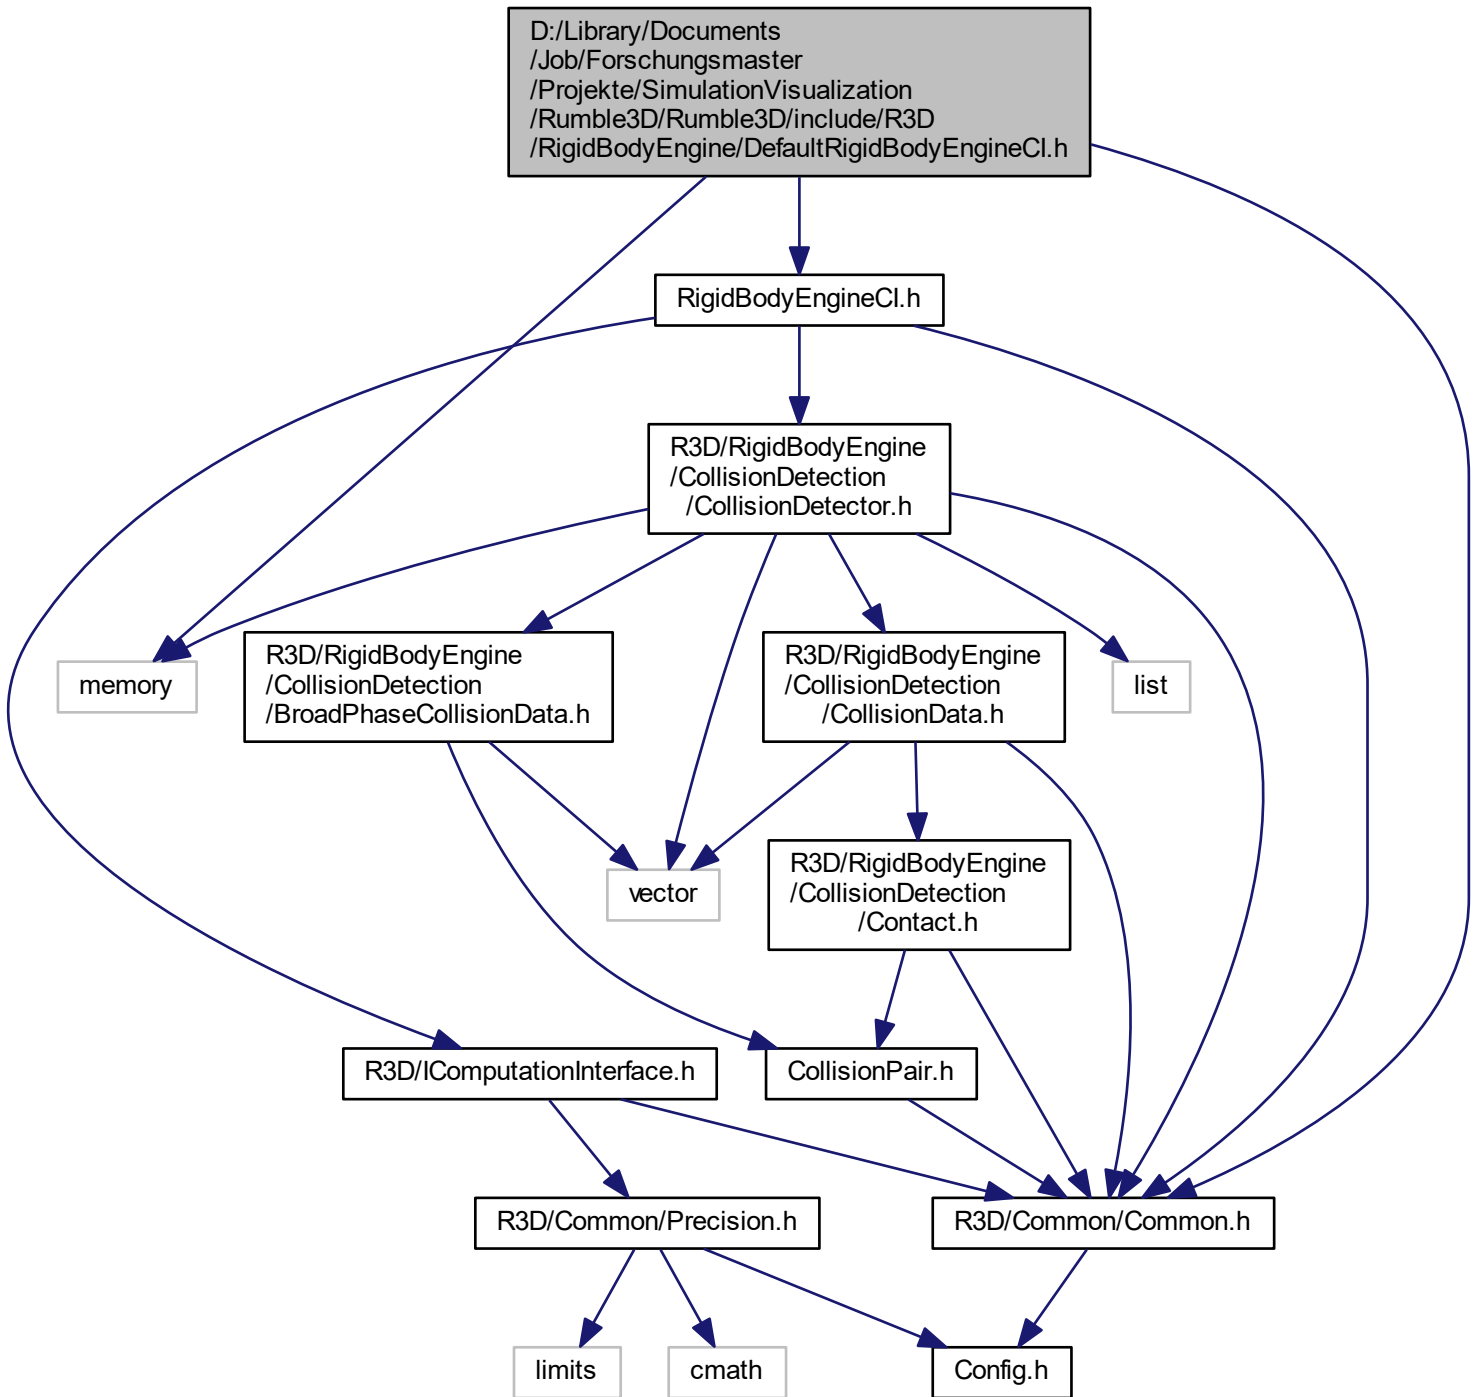 D:/Library/Documents
/Job/Forschungsmaster
/Projekte/SimulationVisualization
/Rumble3D/Rumble3D/include/R3D
/RigidBodyEngine/DefaultRigidBodyEngineCI.h
RigidBodyEngineCI.h
R3D/RigidBodyEngine
/CollisionDetection
/CollisionDetector.h
memory
R3D/RigidBodyEngine
/CollisionDetection
/BroadPhaseCollisionData.h
R3D/RigidBodyEngine
/CollisionDetection
/CollisionData.h
list
vector
R3D/RigidBodyEngine
/CollisionDetection
/Contact.h
R3D/IComputationInterface.h
CollisionPair.h
R3D/Common/Precision.h
R3D/Common/Common.h
limits
cmath
Config.h